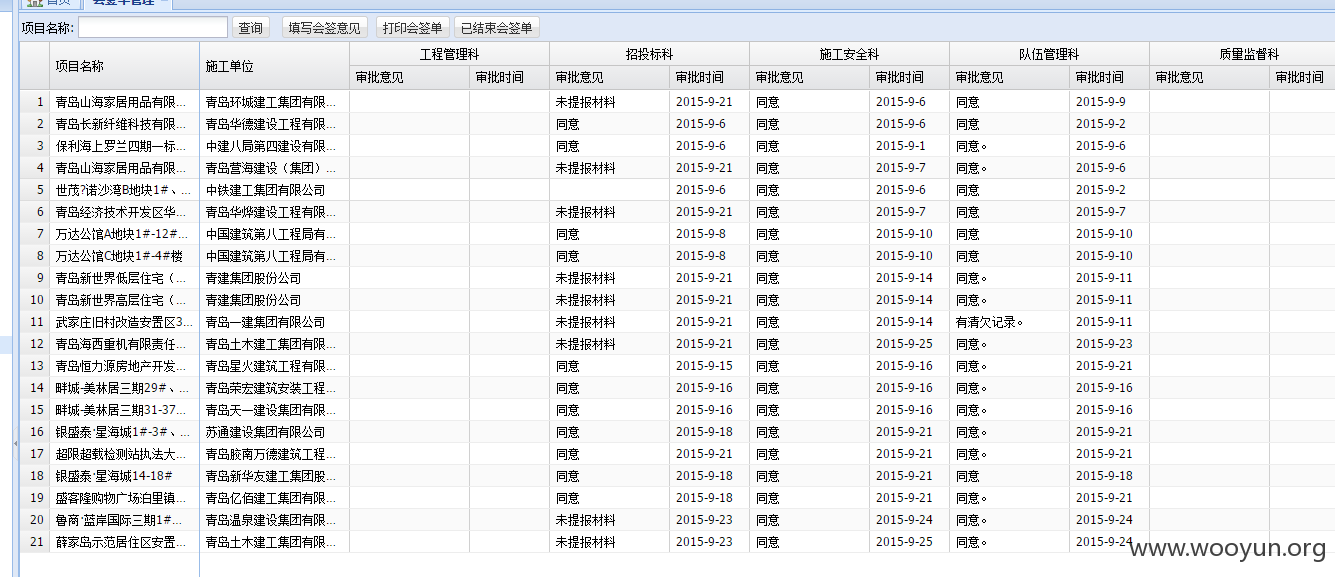 首页 会签单管理
项目名称: 查询 填写会签意见 打印会签单 已结束会签单
项目名称 施工单位 工程管理科 招投标科 施工安全科 队伍管理科 质量监督科
审批意见 审批时间 审批意见 审批时间 审批意见 审批时间 审批意见 审批时间 审批意见 审批时间
1 青岛山海家居用品有限... 青岛环城建工集团有限... 未提报材料 2015-9-21 同意 2015-9-6 同意 2015-9-9
2 青岛长新纤维科技有限... 青岛华德建设工程有限... 同意 2015-9-6 同意 2015-9-6 同意 2015-9-2
3 保利海上罗兰四期一标... 中建八局第四建设有限... 同意 2015-9-6 同意 2015-9-1 同意。 2015-9-6
4 青岛山海家居用品有限... 青岛营海建设（集团）... 未提报材料 2015-9-21 同意 2015-9-7 同意。 2015-9-6
5 世茂?诺沙湾B地块1#、... 中铁建工集团有限公司 2015-9-6 同意 2015-9-6 同意 2015-9-2
6 青岛经济技术开发区华... 青岛华烨建设工程有限... 未提报材料 2015-9-21 同意 2015-9-7 同意 2015-9-7
7 万达公馆A地块1#-12#... 中国建筑第八工程局有... 同意 2015-9-8 同意 2015-9-10 同意 2015-9-10
8 万达公馆C地块1#-4#楼 中国建筑第八工程局有... 同意 2015-9-8 同意 2015-9-10 同意 2015-9-10
9 青岛新世界低层住宅（... 青建集团股份公司 未提报材料 2015-9-21 同意 2015-9-14 同意。 2015-9-11
10 青岛新世界高层住宅（... 青建集团股份公司 未提报材料 2015-9-21 同意 2015-9-14 同意。 2015-9-11
11 武家庄旧村改造安置区3... 青岛一建集团有限公司 未提报材料 2015-9-21 同意 2015-9-14 有清欠记录。 2015-9-11
12 青岛海西重机有限责任... 青岛土木建工集团有限... 未提报材料 2015-9-21 同意 2015-9-25 同意。 2015-9-23
13 青岛恒力源房地产开发... 青岛星火建筑工程有限... 同意 2015-9-15 同意 2015-9-16 同意。 2015-9-21
14 畔城-美林居三期29#、... 青岛荣宏建筑安装工程... 同意 2015-9-16 同意 2015-9-16 同意。 2015-9-16
15 畔城-美林居三期31-37... 青岛天一建设集团有限... 同意 2015-9-16 同意 2015-9-16 同意。 2015-9-16
16 银盛泰·星海城1#-3#、... 苏通建设集团有限公司 同意 2015-9-18 同意 2015-9-21 同意。 2015-9-21
17 超限超载检测站执法大... 青岛胶南万德建筑工程... 同意 2015-9-21 同意 2015-9-21 同意。 2015-9-21
18 银盛泰·星海城14-18# 青岛新华友建工集团股... 同意 2015-9-18 同意 2015-9-21 同意 2015-9-18
19 盛客隆购物广场泊里镇... 青岛亿佰建工集团有限... 同意 2015-9-18 同意 2015-9-21 同意。 2015-9-21
20 鲁商·蓝岸国际三期1#... 青岛温泉建设集团有限... 未提报材料 2015-9-23 同意 2015-9-24 同意。 2015-9-24
21 薛家岛示范居住区安置... 青岛土木建工集团有限... 未提报材料 2015-9-23 同意 2015-9-25 同意。 2015-9-24
www.wooyun.org